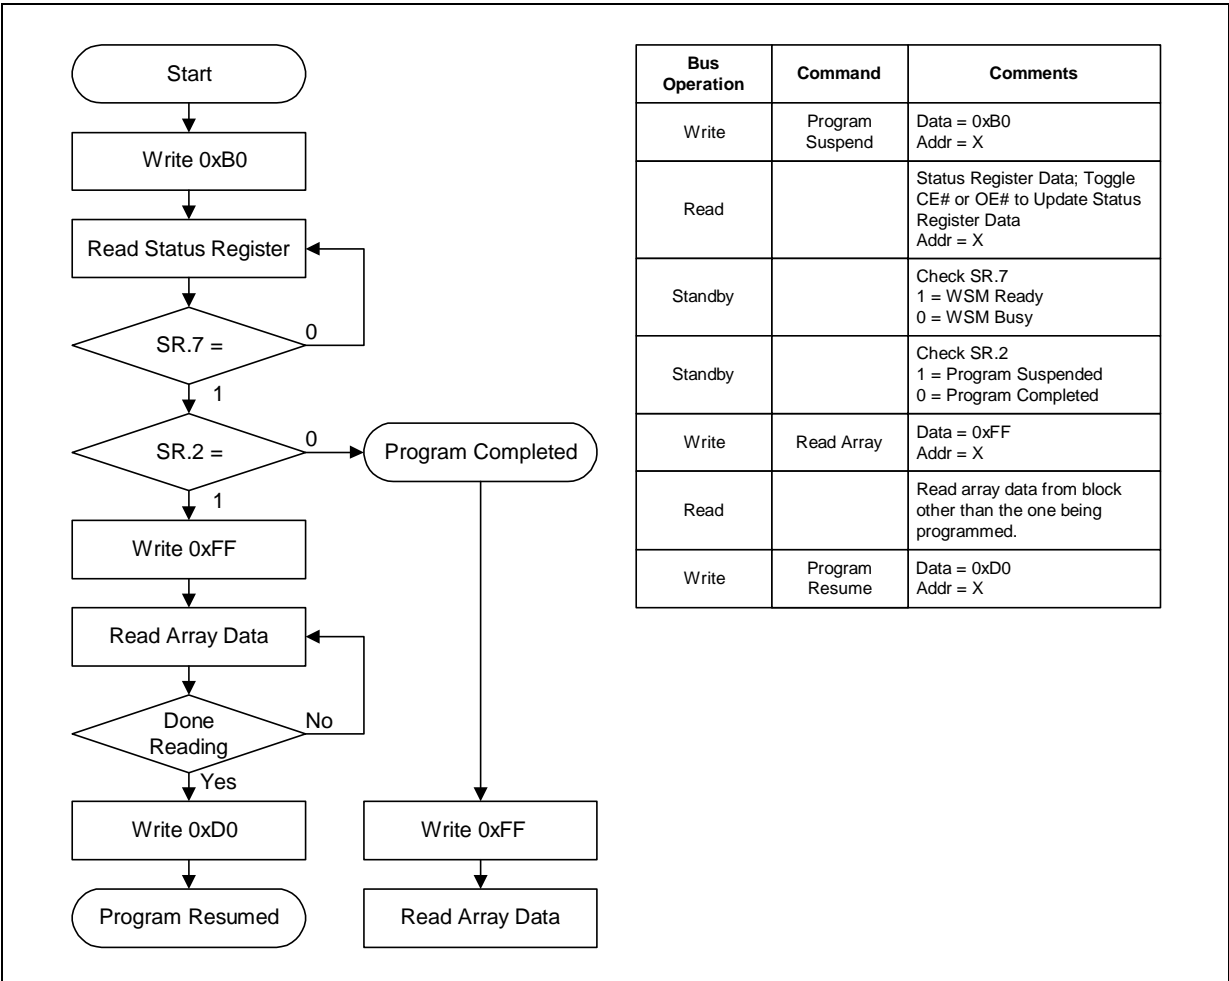 Start
Write 0xB0
Read Status Register
SR.7 =
0
1
SR.2 =
0
Program Completed
1
Write 0xFF
Read Array Data
Done
Reading
No
Yes
Write 0xD0
Write 0xFF
Program Resumed
Read Array Data
Bus
Operation
Command
Comments
Write
Program
Suspend
Data = 0xB0
Addr = X
Read
Status Register Data; Toggle
CE# or OE# to Update Status
Register Data
Addr = X
Standby
Check SR.7
1 = WSM Ready
0 = WSM Busy
Standby
Check SR.2
1 = Program Suspended
0 = Program Completed
Write
Read Array
Data = 0xFF
Addr = X
Read
Read array data from block
other than the one being
programmed.
Write
Program
Resume
Data = 0xD0
Addr = X